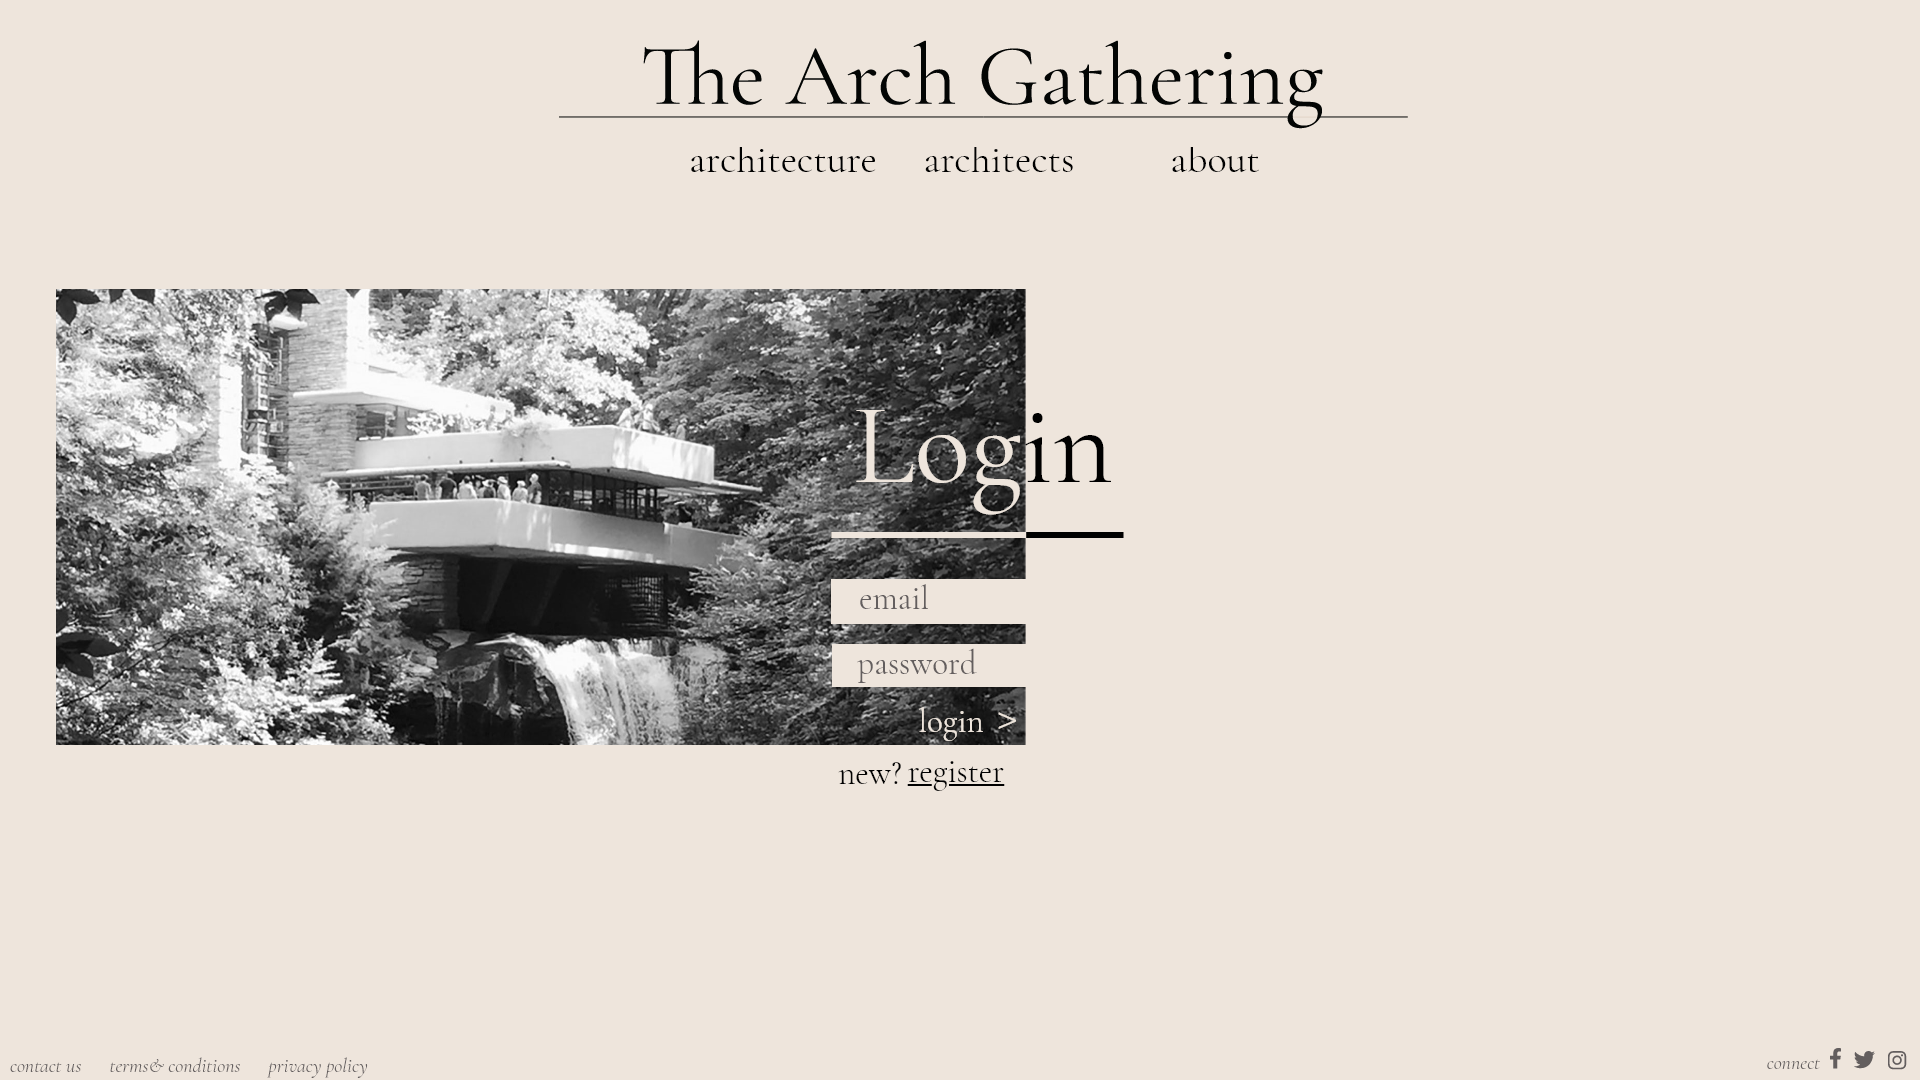 The Arch Gathering
architecture architects about
Login
email
password
login >
new? register
contact us terms& conditions privacy policy connect